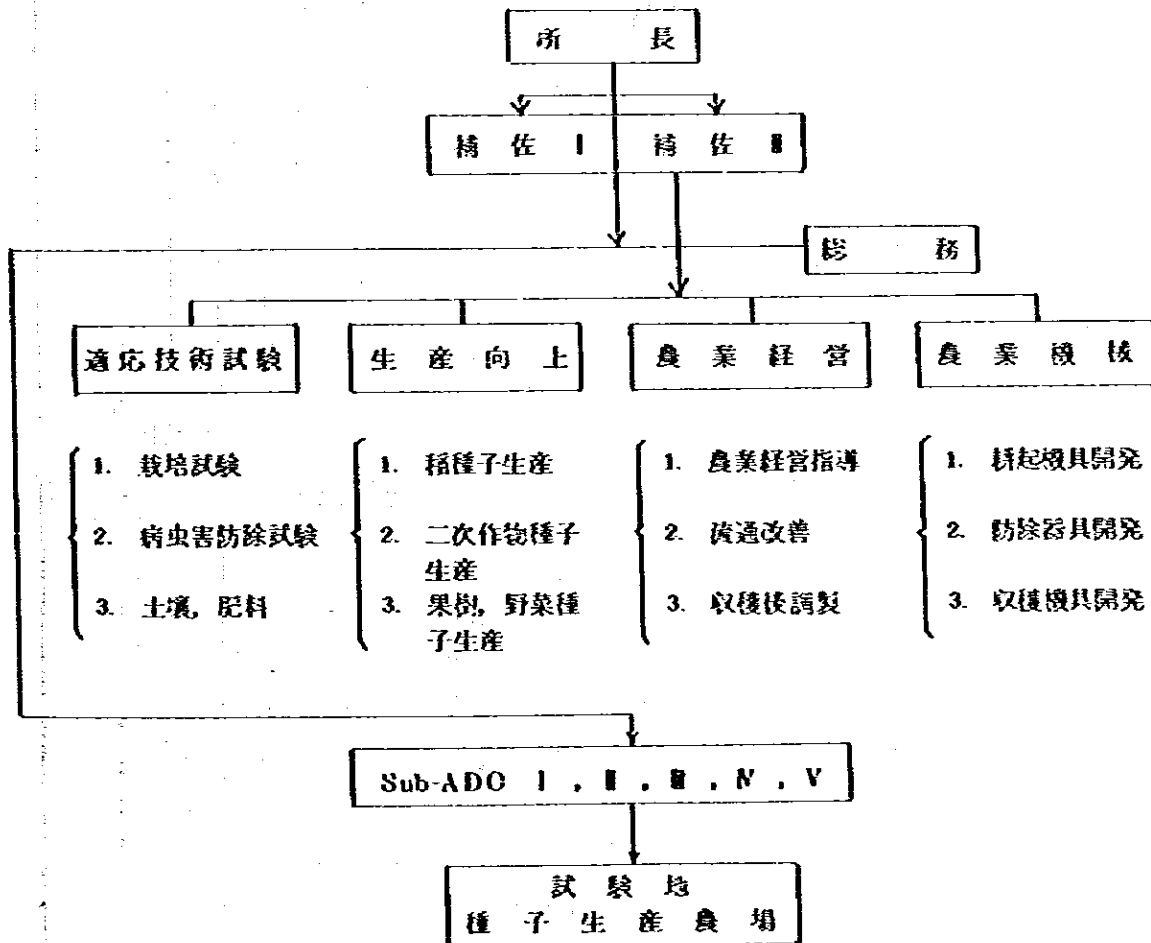 所長
補佐 I 補佐 II
総務
適応技術試験
生産向上
農業経営
農業機械
1. 栽培試験
2. 病虫害防除試験
3. 土壌, 肥料
1. 稲種子生産
2. 二次作物種子
生産
3. 果樹, 野菜種
子生産
1. 農業経営指導
2. 流通改善
3. 収穫後調製
1. 耕起機具開発
2. 防除器具開発
3. 収穫機具開発
Sub-ADO I , II , III , IV , V
試験地
種子生産農場